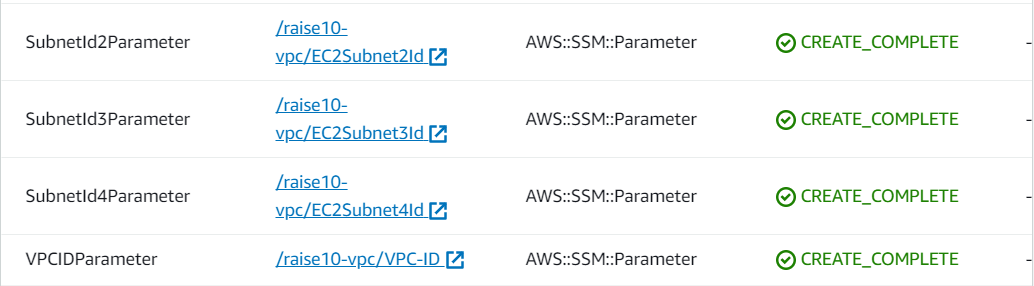 SubnetId2Parameter /raise10- AWS::SSM::Parameter CREATE_COMPLETE -
vpc/EC2Subnet2Id
SubnetId3Parameter /raise10- AWS::SSM::Parameter CREATE_COMPLETE -
vpc/EC2Subnet3Id
SubnetId4Parameter /raise10- AWS::SSM::Parameter CREATE_COMPLETE -
vpc/EC2Subnet4Id
VPCIDParameter /raise10-vpc/VPC-ID AWS::SSM::Parameter CREATE_COMPLETE -